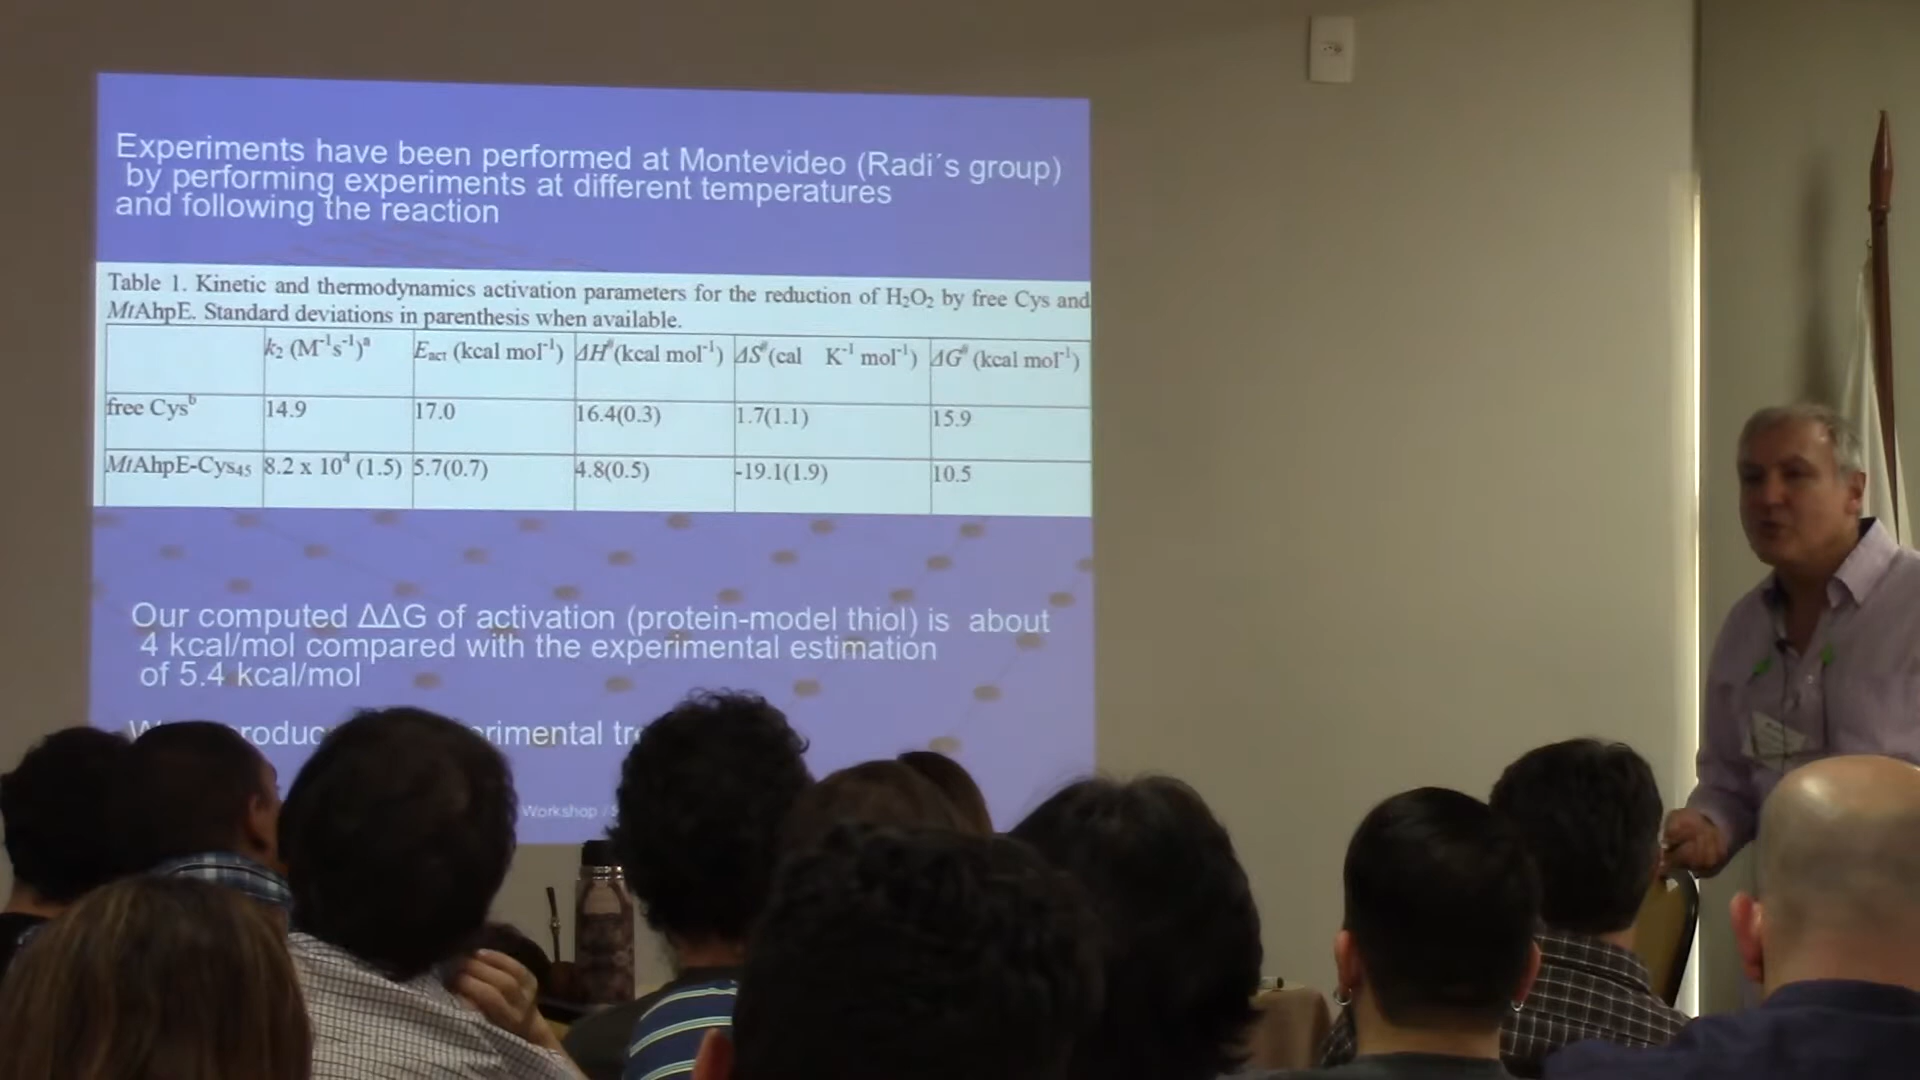 Experiments have been performed at Montevideo (Radi´s group)
by performing experiments at different temperatures
and following the reaction
Table 1. Kinetic and thermodynamics activation parameters for the reduction of H₂O₂ by free Cys and
MtAhpE. Standard deviations in parenthesis when available.
k₂ (M⁻¹s⁻¹)ᵃ Eact (kcal mol⁻¹) ΔH# (kcal mol⁻¹) ΔS# (cal K⁻¹ mol⁻¹) ΔG# (kcal mol⁻¹)
free Cysᵇ 14.9 17.0 16.4(0.3) 1.7(1.1) 15.9
MtAhpE-Cys₄₅ 8.2 x 10⁴ (1.5) 5.7(0.7) 4.8(0.5) -19.1(1.9) 10.5
Our computed ΔΔG of activation (protein-model thiol) is about
4 kcal/mol compared with the experimental estimation
of 5.4 kcal/mol
Workshop /